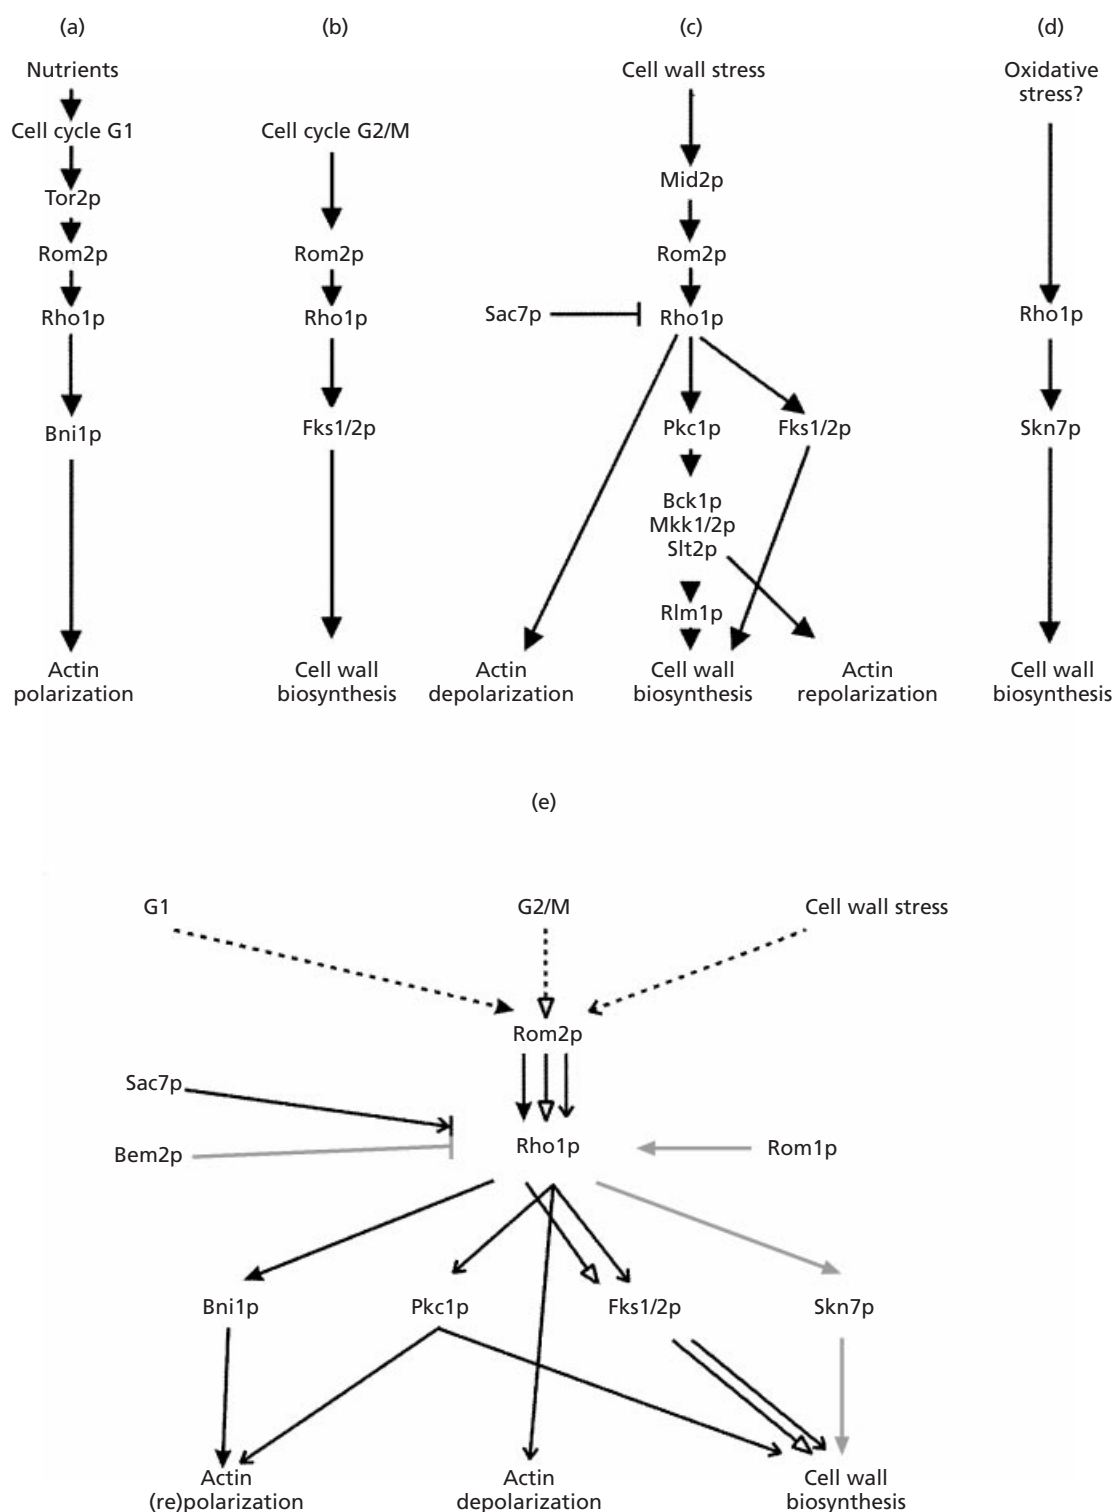 (a)
Nutrients
Cell cycle G1
Tor2p
Rom2p
Rho1p
Bni1p
Actin
polarization
(b)
Cell cycle G2/M
Rom2p
Rho1p
Fks1/2p
Cell wall
biosynthesis
(c)
Cell wall stress
Mid2p
Rom2p
Sac7p
Rho1p
Pkc1p
Fks1/2p
Bck1p
Mkk1/2p
Slt2p
Rlm1p
Actin
depolarization
Cell wall
biosynthesis
Actin
repolarization
(d)
Oxidative
stress?
Rho1p
Skn7p
Cell wall
biosynthesis
(e)
G1
G2/M
Cell wall stress
Rom2p
Sac7p
Bem2p
Rho1p
Rom1p
Bni1p
Pkc1p
Fks1/2p
Skn7p
Actin
(re)polarization
Actin
depolarization
Cell wall
biosynthesis